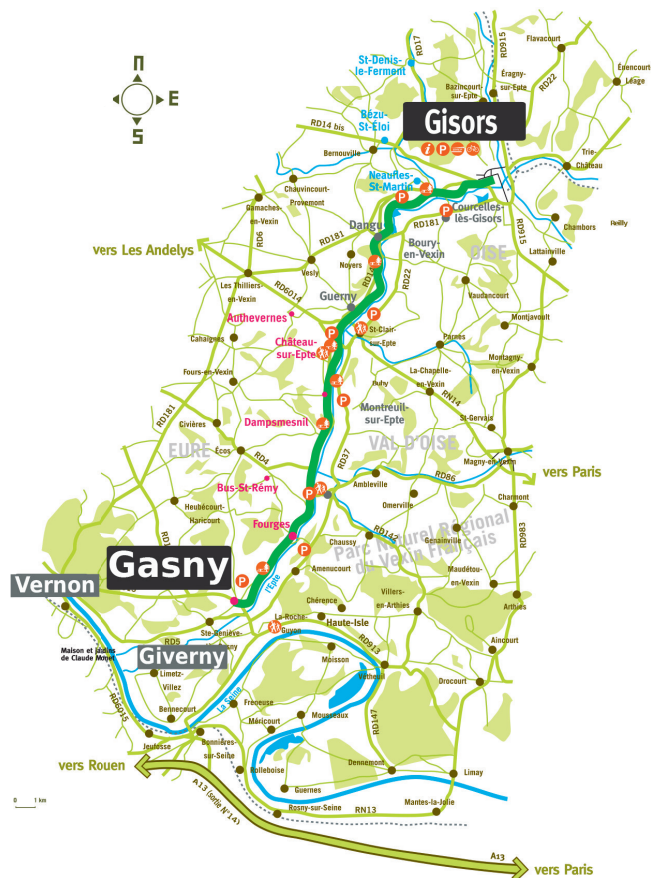 Flavacourt
RD17
RD915
St-Denis-
le-Ferment
Épencourt
Léage
Éragny-
sur-Epte
Bazincourt
sur-Epte
RD22
n
E
S
Bézu-
St-Éloi
RD14 bis
Gisors
i P
Bernouville
Trie-
Château
Neaufles-
St-Martin
P
Chauvincourt-
Provemont
Gamaches-
en-Vexin
P
Courcelles-
lès-Gisors
Dangu
RD181
Chambors
Reilly
RD915
RD6
RD181
Boury-
en-Vexin
OISE
vers Les Andelys
Noyers
Vesly
Lattainville
RD14
RD22
Les Thilliers-
en-Vexin
RD6014
Guerny
Vaudancourt
Authevernes
P
Montjavoult
St-Clair-
sur-Epte
P
Cahaignes
Château-
sur-Epte
Parnes
Montagny-
en-Vexin
Fours-en-Vexin
Buhy
La-Chapelle-
en-Vexin
RN14
P
Montreuil-
sur-Epte
RD181
Civières
Dampsmesnil
St-Gervais
EURE
VAL D'OISE
Écos
RD4
RD37
Magny-en-Vexin
vers Paris
Bus-St-Rémy
Ambleville
RD86
P
Omerville
Charmont
Heubécourt-
Haricourt
Fourges
RD142
Chaussy
Genainville
RD983
Parc Naturel Régional
du Vexin Français
Gasny
P
Amenucourt
Maudétou-
en-Vexin
Vernon
P
l'Epte
Chérence
Villers-
en-Arthies
Arthies
La-Roche-
Guyon
Haute-Isle
Ste-Geneviève-
RD5
RD913
Aincourt
Maison et jardins
de Claude Monet
Giverny
Moisson
Limetz-
Villez
Vétheuil
Drocourt
RD6015
La Seine
Freneuse
Bennecourt
Mousseaux
Méricourt
RD147
Jeufosse
Bonnières-
sur-Seine
vers Rouen
Rolleboise
Dennemont
Limay
Guernes
A13 (sortie N°14)
0 1 km
Rosny-sur-Seine
RN13
Mantes-la-Jolie
A13
vers Paris